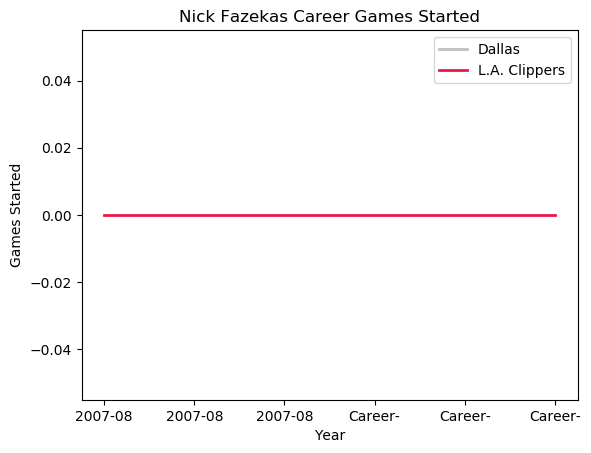 Nick Fazekas Career Games Started
Dallas
L.A. Clippers
0.04
0.02
0.00
−0.02
−0.04
Games Started
2007-08 2007-08 2007-08 Career- Career- Career-
Year